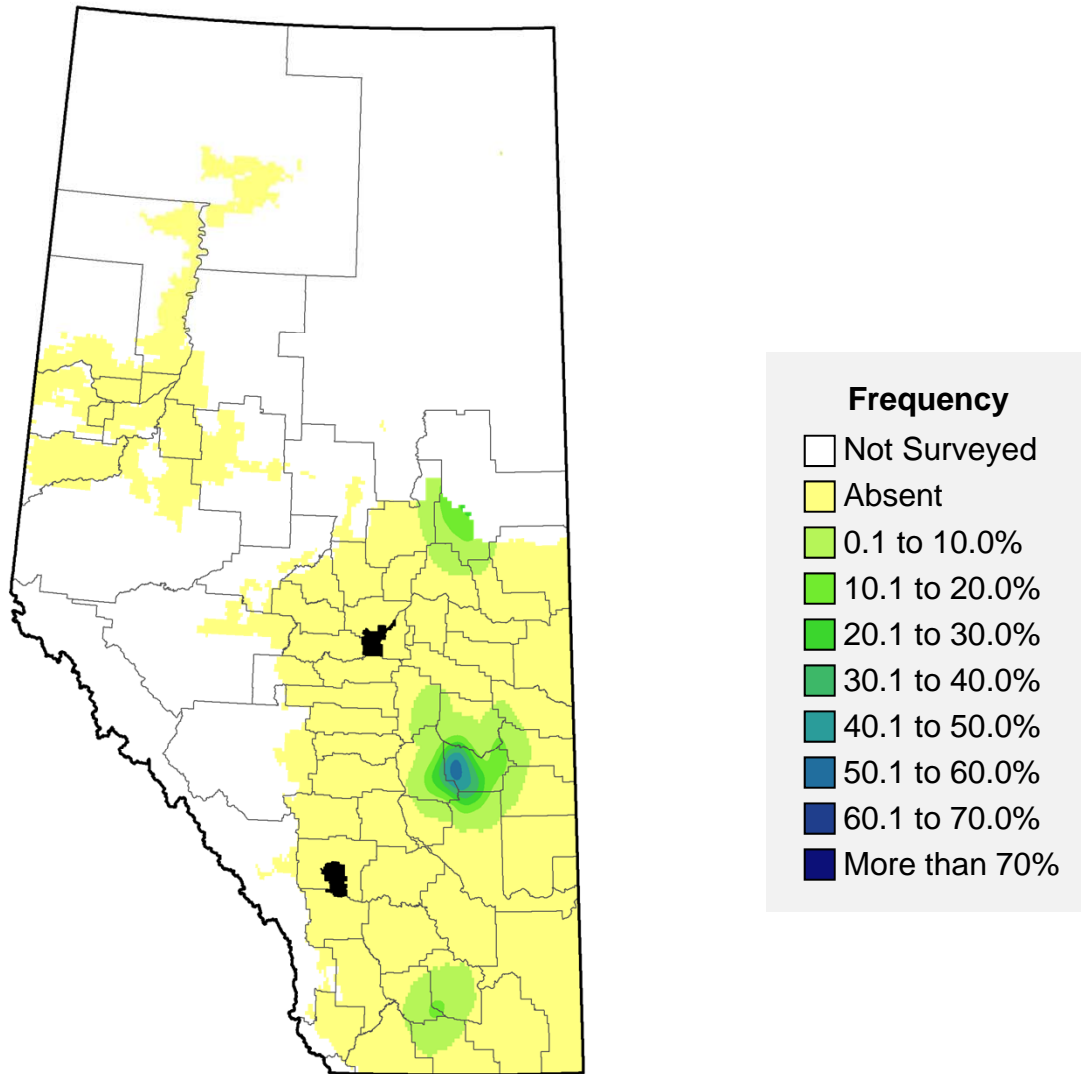 Frequency
Not Surveyed
Absent
0.1 to 10.0%
10.1 to 20.0%
20.1 to 30.0%
30.1 to 40.0%
40.1 to 50.0%
50.1 to 60.0%
60.1 to 70.0%
More than 70%